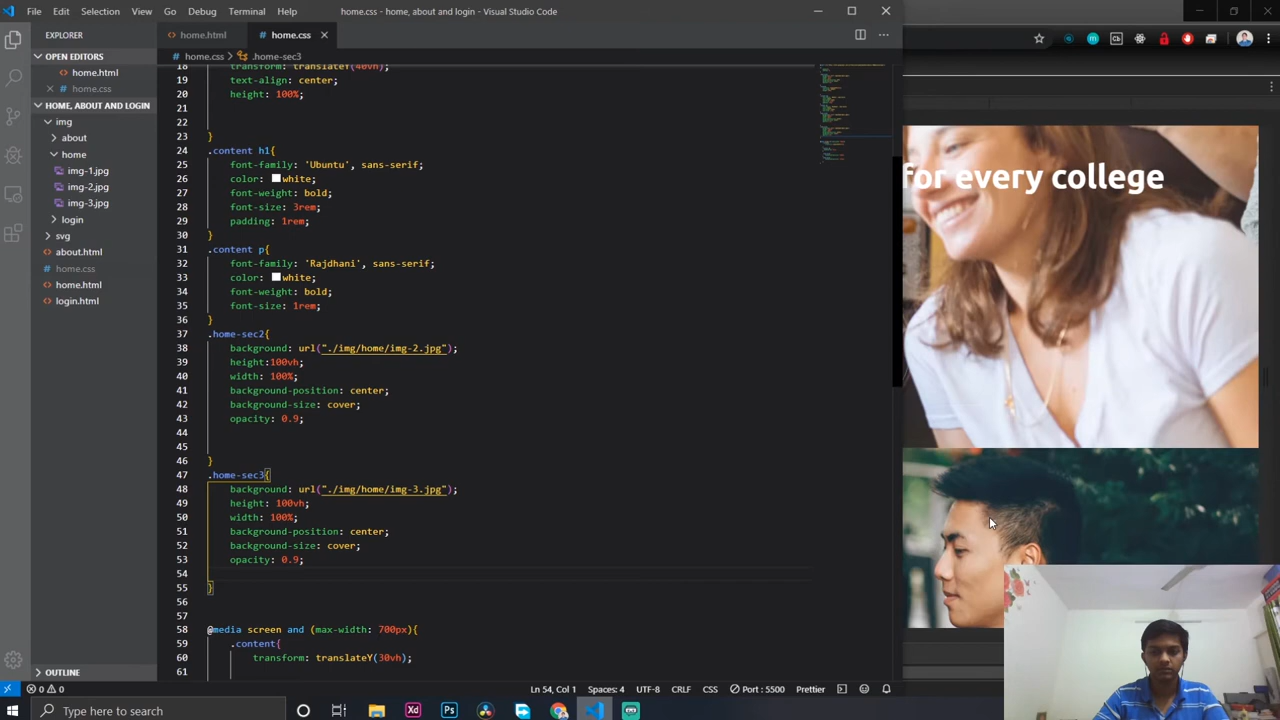 File Edit Selection View Go Debug Terminal Help home.css - home, about and login - Visual Studio Code
EXPLORER
home.html
home.css
OPEN EDITORS
home.css > .home-sec3
home.html
home.css
HOME, ABOUT AND LOGIN
img
about
home
img-1.jpg
img-2.jpg
img-3.jpg
login
svg
about.html
home.css
home.html
login.html
OUTLINE
18 transform: translateY(40vh);
19 text-align: center;
20 height: 100%;
21
22
23 }
24 .content h1{
25 font-family: 'Ubuntu', sans-serif;
26 color: white;
27 font-weight: bold;
28 font-size: 3rem;
29 padding: 1rem;
30 }
31 .content p{
32 font-family: 'Rajdhani', sans-serif;
33 color: white;
34 font-weight: bold;
35 font-size: 1rem;
36 }
37 .home-sec2{
38 background: url("./img/home/img-2.jpg");
39 height:100vh;
40 width: 100%;
41 background-position: center;
42 background-size: cover;
43 opacity: 0.9;
44
45
46 }
47 .home-sec3{
48 background: url("./img/home/img-3.jpg");
49 height: 100vh;
50 width: 100%;
51 background-position: center;
52 background-size: cover;
53 opacity: 0.9;
54
55 }
56
57
58 @media screen and (max-width: 700px){
59 .content{
60 transform: translateY(30vh);
61
for every college
0 0 Ln 54, Col 1 Spaces: 4 UTF-8 CRLF CSS Port : 5500 Prettier
Type here to search
Xd
Ps